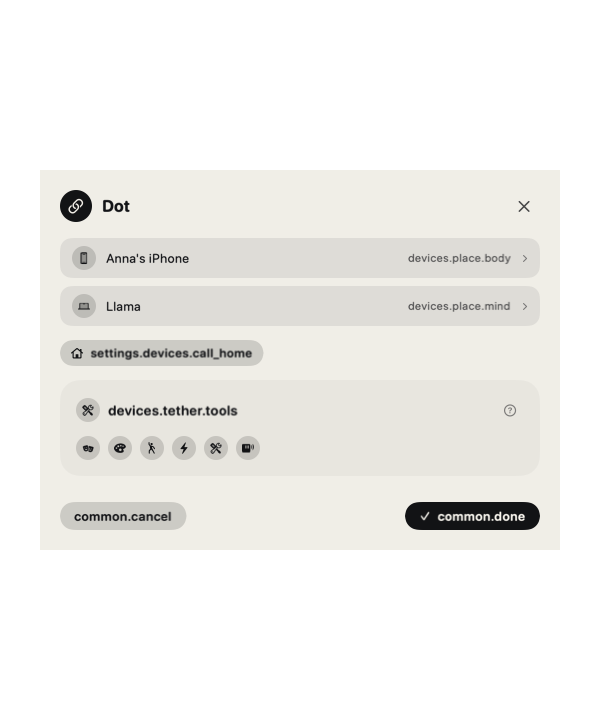 Dot
Anna's iPhone devices.place.body
Llama devices.place.mind
settings.devices.call_home
devices.tether.tools
common.cancel common.done